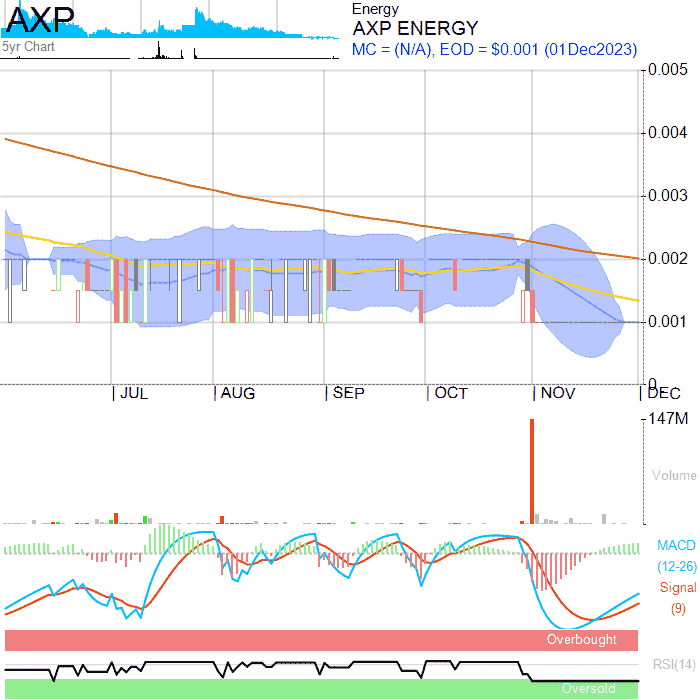 AXP
5yr Chart
Energy
AXP ENERGY
MC = (N/A), EOD = $0.001 (01Dec2023)
0.005
0.004
0.003
0.002
0.001
0
JUL
AUG
SEP
OCT
NOV
DEC
147M
Volume
MACD
(12-26)
Signal
(9)
Overbought
RSI(14)
Oversold